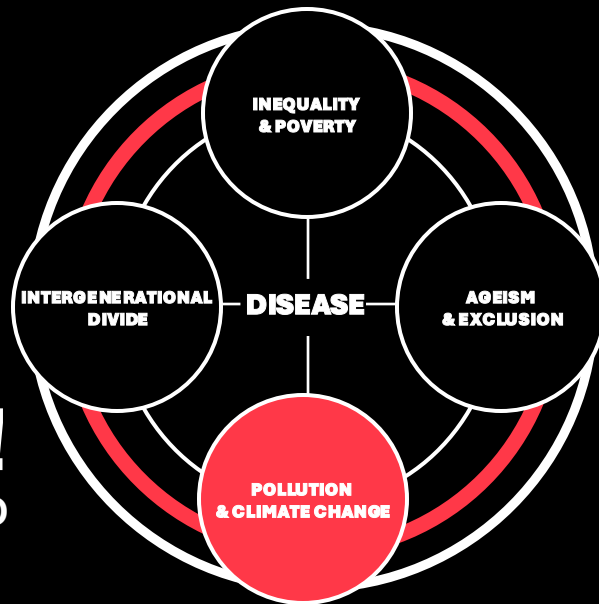 INEQUALITY
& POVERTY
INTERGENERATIONAL
DIVIDE
DISEASE
AGEISM
& EXCLUSION
POLLUTION
& CLIMATE CHANGE